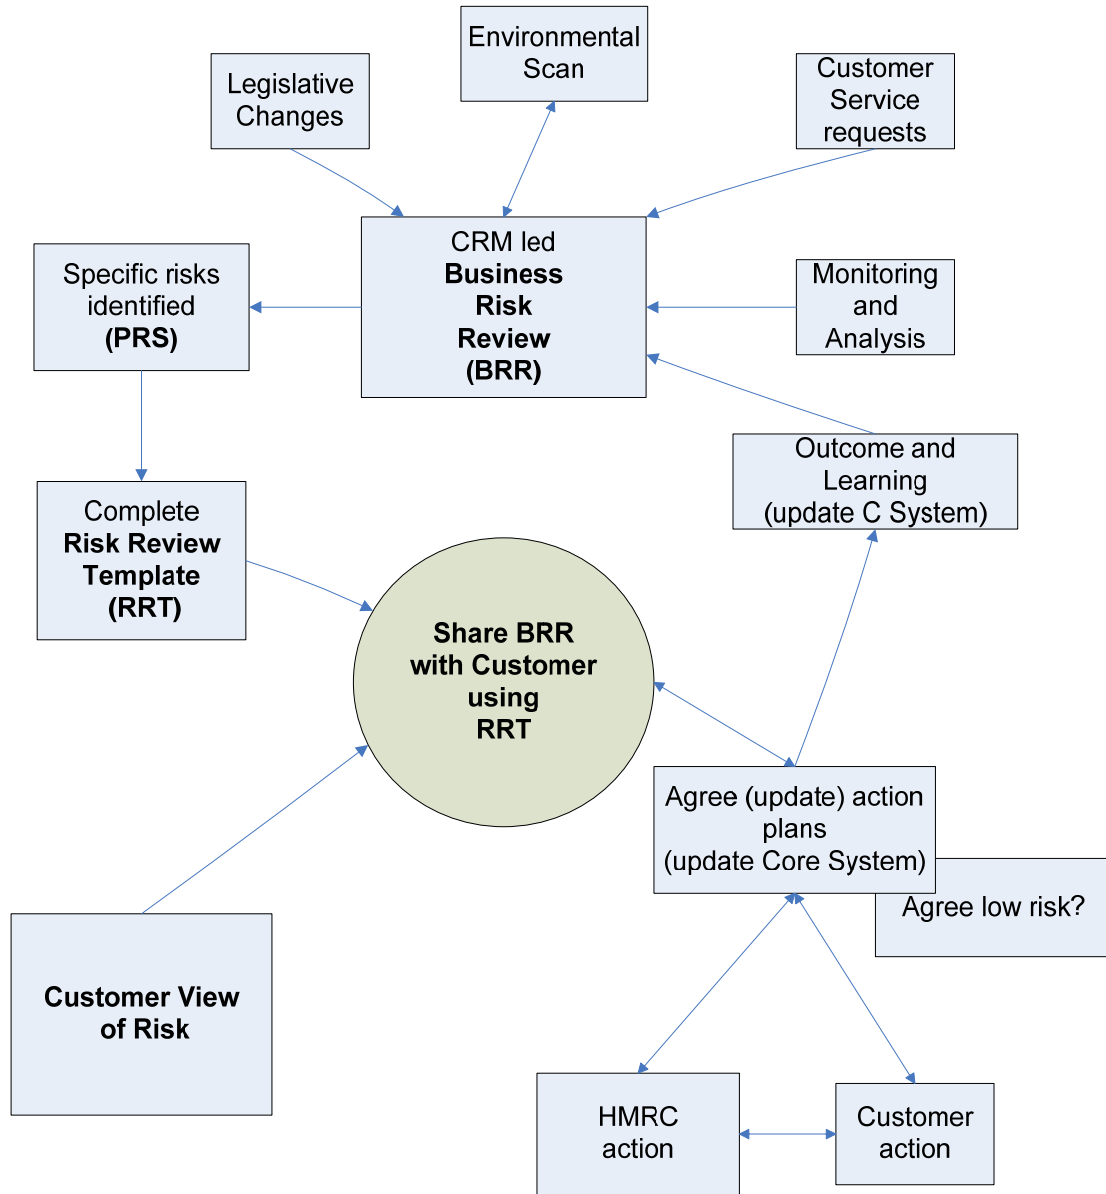 Environmental
Scan
Legislative
Changes
Customer
Service
requests
CRM led
Business
Risk
Review
(BRR)
Specific risks
identified
(PRS)
Monitoring
and
Analysis
Outcome and
Learning
(update C System)
Complete
Risk Review
Template
(RRT)
Share BRR
with Customer
using
RRT
Agree (update) action
plans
(update Core System)
Agree low risk?
Customer View
of Risk
HMRC
action
Customer
action